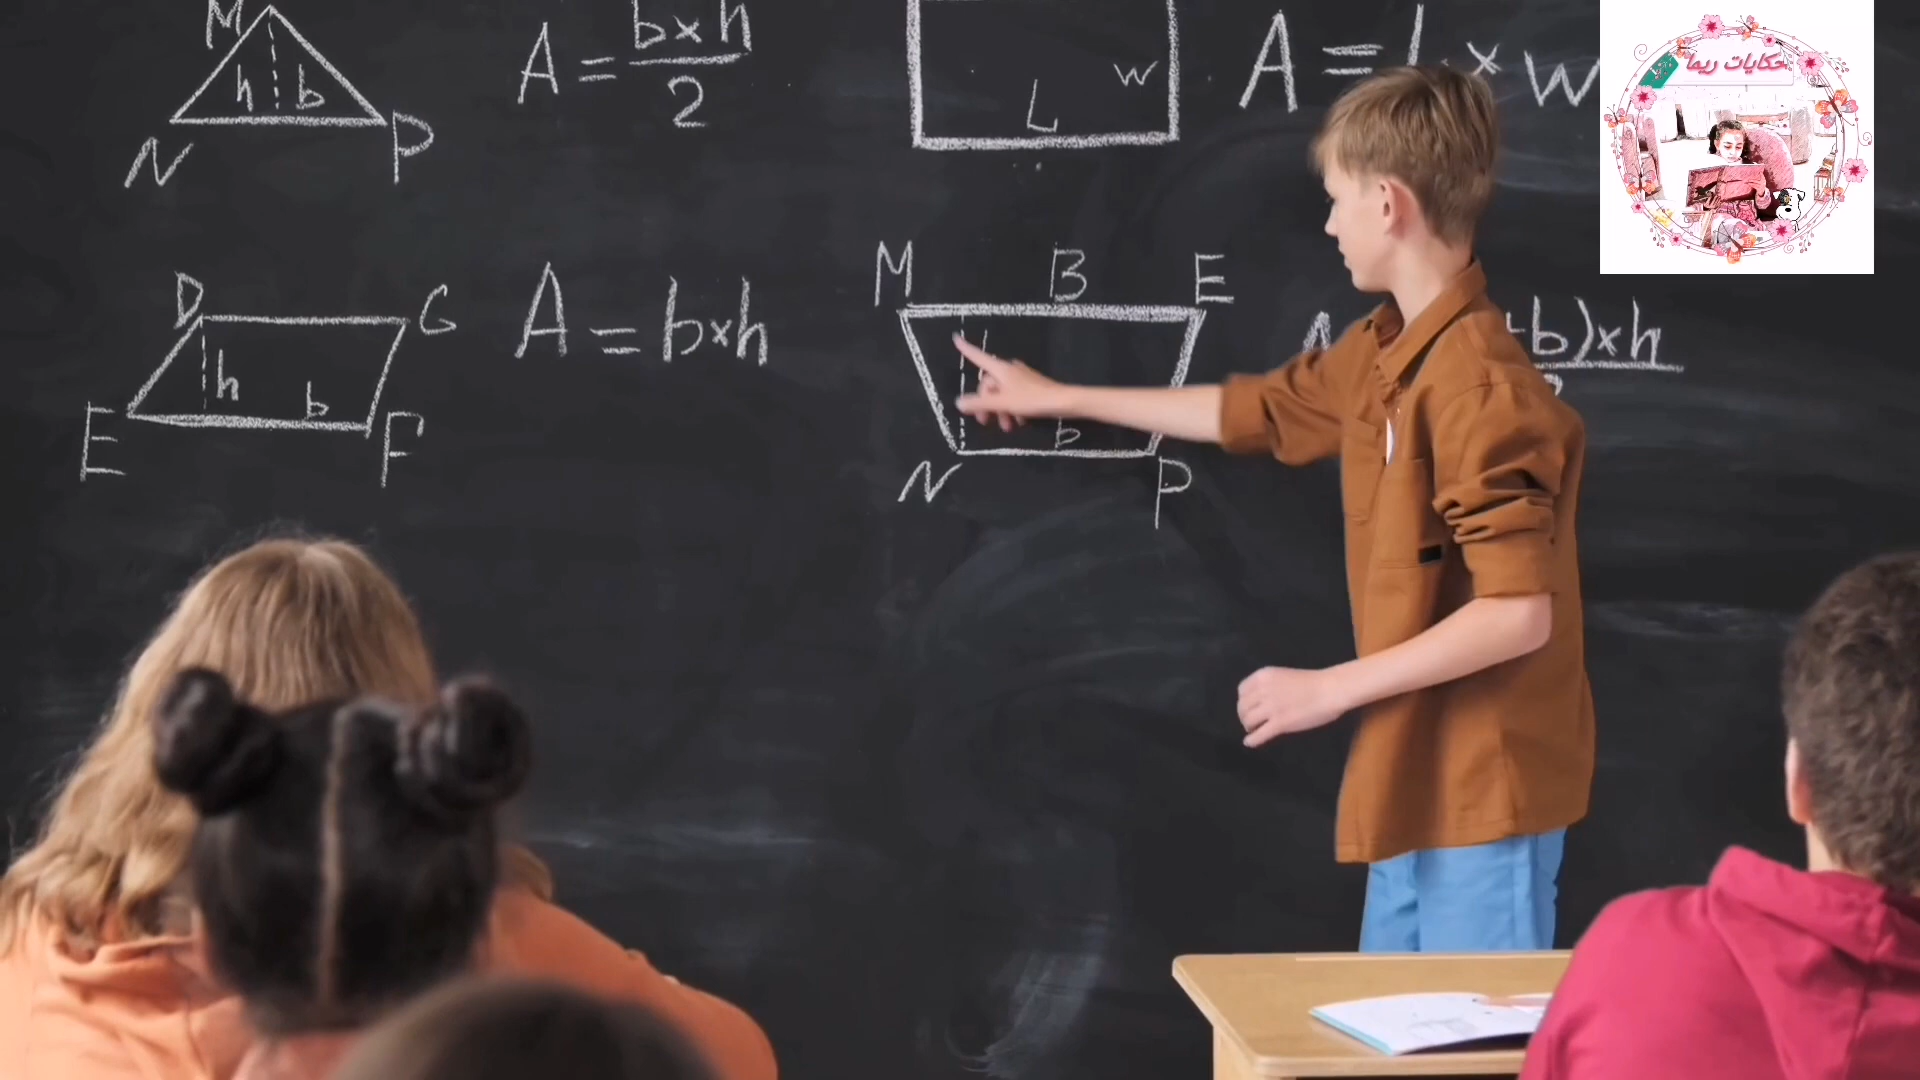 M
h b
N P
A = b×h
2
L W
A = L × W
حكايات ريما
D G
h b
E F
A = b×h
M B E
b
N P
+b)×h